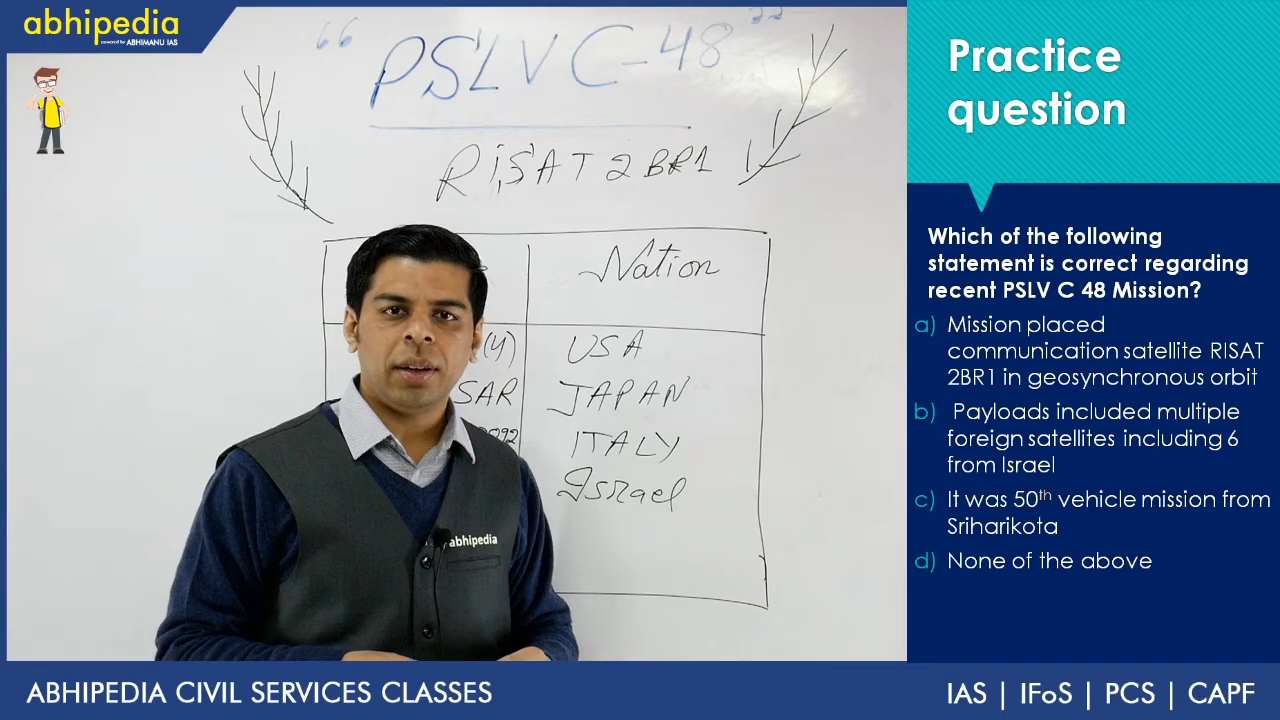 abhipedia
powered by ABHIMANU IAS
“ PSLV C-48 ”
RISAT 2BR1
Nation
(4) USA
SAR JAPAN
ITALY
Israel
abhipedia
Practice
question
Which of the following
statement is correct regarding
recent PSLV C 48 Mission?
a) Mission placed
communication satellite RISAT
2BR1 in geosynchronous orbit
b) Payloads included multiple
foreign satellites including 6
from Israel
c) It was 50th vehicle mission from
Sriharikota
d) None of the above
ABHIPEDIA CIVIL SERVICES CLASSES
IAS | IFoS | PCS | CAPF